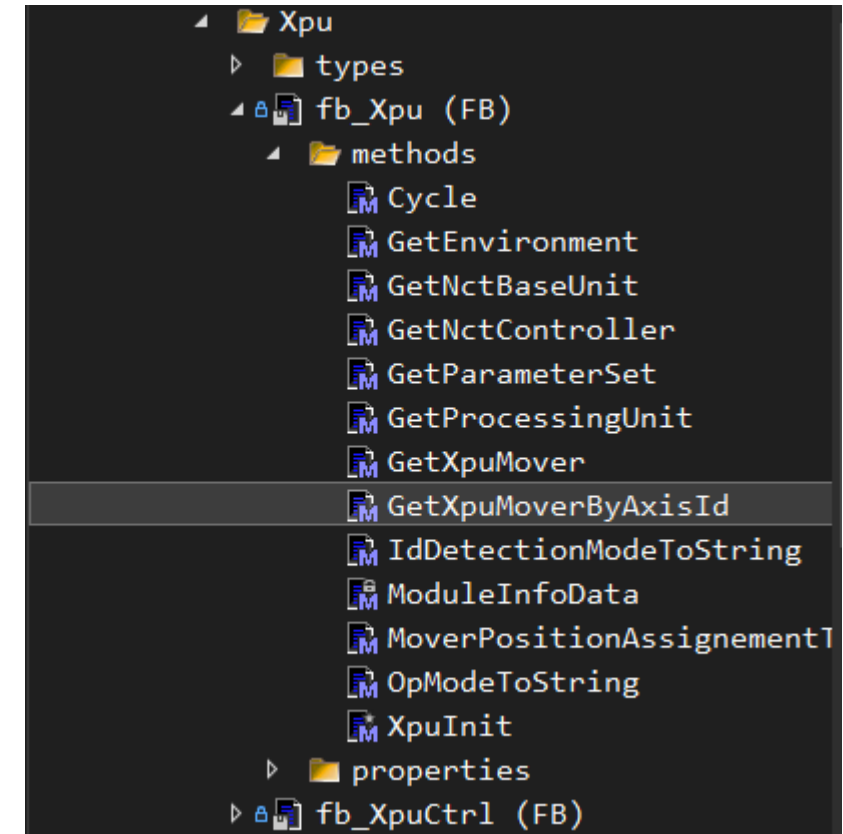 Xpu
types
fb_Xpu (FB)
methods
Cycle
GetEnvironment
GetNctBaseUnit
GetNctController
GetParameterSet
GetProcessingUnit
GetXpuMover
GetXpuMoverByAxisId
IdDetectionModeToString
ModuleInfoData
MoverPositionAssignementT
OpModeToString
XpuInit
properties
fb_XpuCtrl (FB)